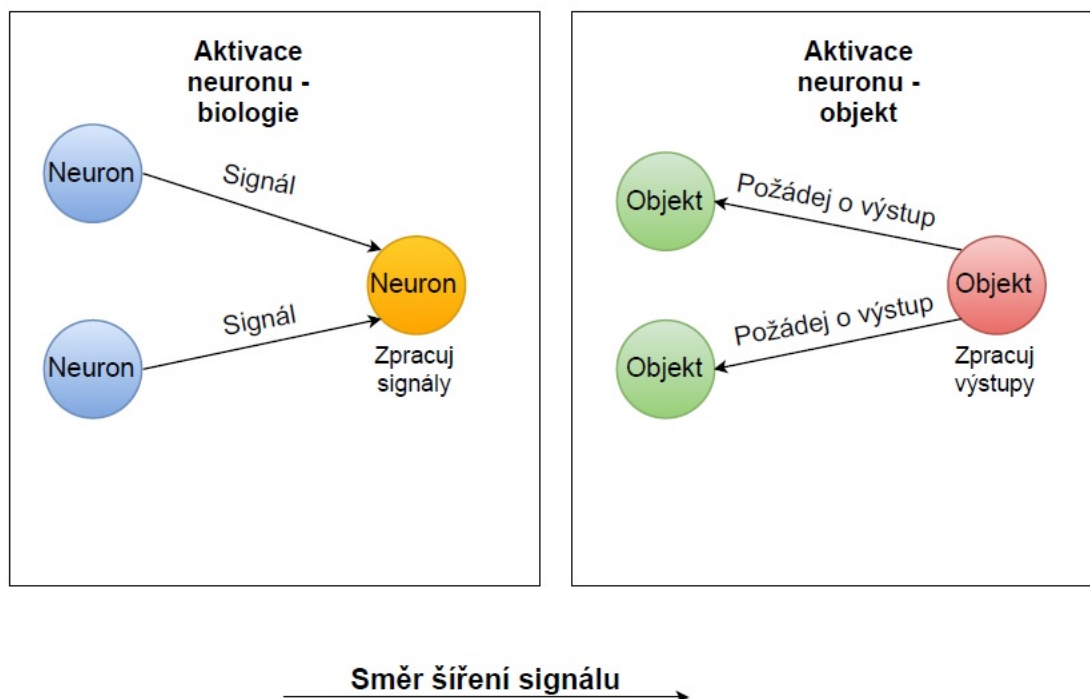 Aktivace
neuronu -
biologie
Neuron
Signál
Neuron
Signál
Neuron
Zpracuj
signály
Aktivace
neuronu -
objekt
Objekt
Požádej o výstup
Objekt
Požádej o výstup
Objekt
Zpracuj
výstupy
Směr šíření signálu